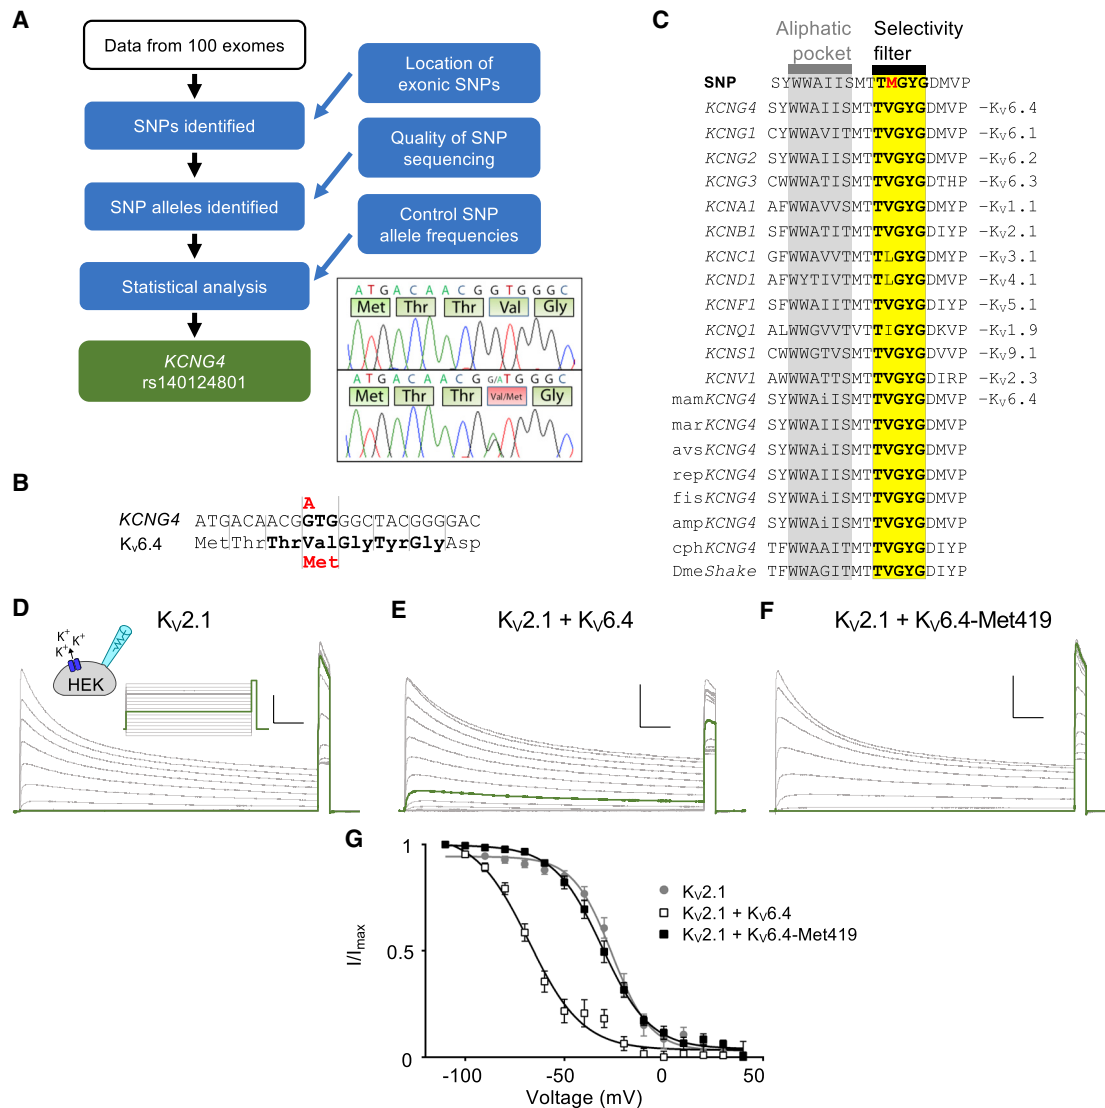 A
Data from 100 exomes
Location of
exonic SNPs
SNPs identified
Quality of SNP
sequencing
SNP alleles identified
Control SNP
allele frequencies
Statistical analysis
KCNG4
rs140124801
A T G A C A A C G G T G G G C
Met Thr Thr Val Gly
A T G A C A A C G G/A T G G G C
Met Thr Thr Val/Met Gly
B
A
KCNG4 ATGACAACGGTGGGCTACGGGGAC
Kv6.4 MetThrThrValGlyTyrGlyAsp
Met
C
Aliphatic
pocket
Selectivity
filter
SNP SYWWAIISMTTMGYGDMVP
KCNG4 SYWWAIISMTTVGYGDMVP –Kv6.4
KCNG1 CYWWAVITMTTVGYGDMVP –Kv6.1
KCNG2 SYWWAIISMTTVGYGDMVP –Kv6.2
KCNG3 CWWWATISMTTVGYGDTHP –Kv6.3
KCNA1 AFWWAVVSMTTVGYGDMYP –Kv1.1
KCNB1 SFWWATITMTTVGYGDIYP –Kv2.1
KCNC1 GFWWAVVTMTTLGYGDMYP –Kv3.1
KCND1 AFWYTIVTMTTLGYGDMVP –Kv4.1
KCNF1 SFWWAIITMTTVGYGDIYP –Kv5.1
KCNQ1 ALWWGVVTVTTIGYGDKVP –Kv1.9
KCNS1 CWWWGTVSMTTVGYGDVVP –Kv9.1
KCNV1 AWWWATTSMTTVGYGDIRP –Kv2.3
mamKCNG4 SYWWAiISMTTVGYGDMVP –Kv6.4
marKCNG4 SYWWAIISMTTVGYGDMVP
avsKCNG4 SYWWAiISMTTVGYGDMVP
repKCNG4 SYWWAIISMTTVGYGDMVP
fisKCNG4 SYWWAiISMTTVGYGDMVP
ampKCNG4 SYWWAiISMTTVGYGDMVP
cphKCNG4 TFWWAAITMTTVGYGDIYP
DmeShake TFWWAGITMTTVGYGDIYP
D Kv2.1
K+
K+ K+
HEK
E Kv2.1 + Kv6.4
F Kv2.1 + Kv6.4-Met419
G
1
0.5
0
I/Imax
-100 -50 0 50
Voltage (mV)
Kv2.1
Kv2.1 + Kv6.4
Kv2.1 + Kv6.4-Met419